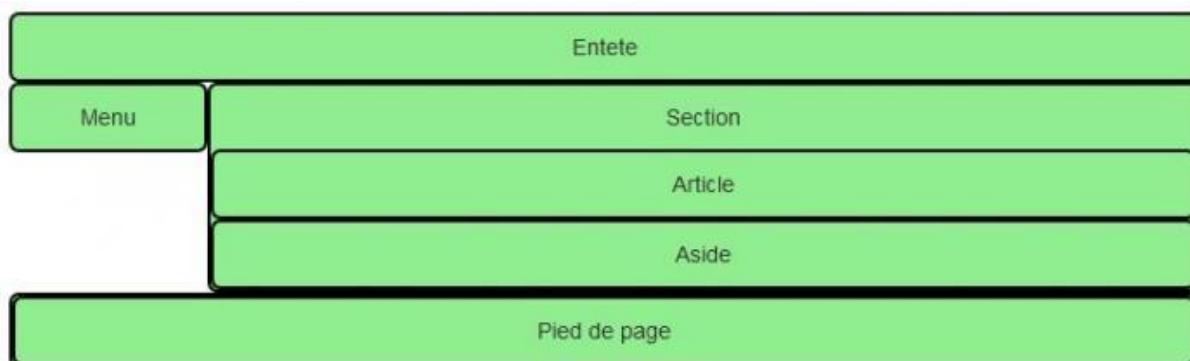 Entete
Menu
Section
Article
Aside
Pied de page